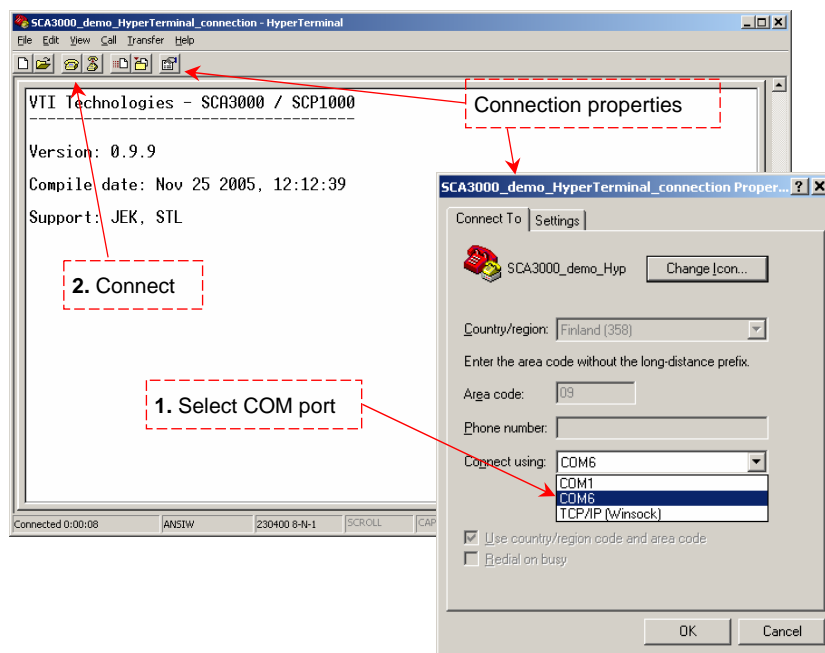 SCA3000_demo_HyperTerminal_connection - HyperTerminal
File Edit View Call Transfer Help
VTI Technologies - SCA3000 / SCP1000
Connection properties
Version: 0.9.9
Compile date: Nov 25 2005, 12:12:39
Support: JEK, STL
2. Connect
1. Select COM port
Connected 0:00:08 ANSIW 230400 8-N-1 SCROLL CAP
SCA3000_demo_HyperTerminal_connection Proper...
Connect To Settings
SCA3000_demo_Hyp Change Icon...
Country/region: Finland (358)
Enter the area code without the long-distance prefix.
Area code: 09
Phone number:
Connect using: COM6
COM1
COM6
TCP/IP (Winsock)
Use country/region code and area code
Redial on busy
OK Cancel